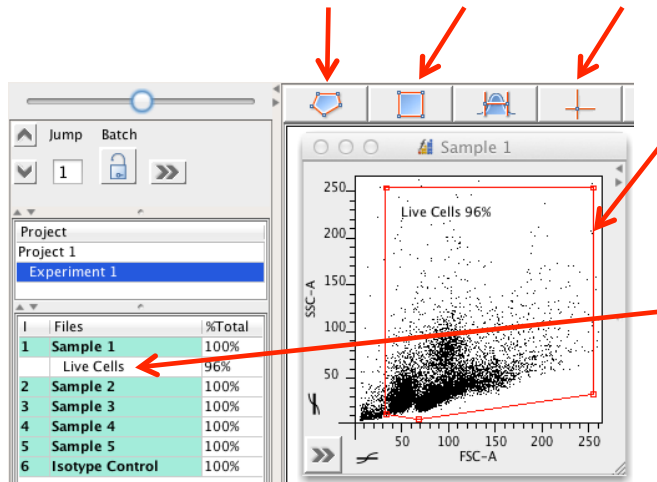 Jump Batch
1
Project
Project 1
Experiment 1
I Files %Total
1 Sample 1 100%
Live Cells 96%
2 Sample 2 100%
3 Sample 3 100%
4 Sample 4 100%
5 Sample 5 100%
6 Isotype Control 100%
Sample 1
Live Cells 96%
250
200
150
100
50
SSC-A
50 100 150 200 250
FSC-A